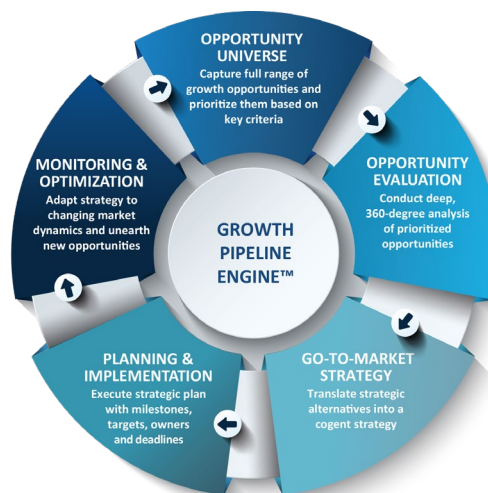 OPPORTUNITY
UNIVERSE
Capture full range of
growth opportunities and
prioritize them based on
key criteria
OPPORTUNITY
EVALUATION
Conduct deep,
360-degree analysis
of prioritized
opportunities
GO-TO-MARKET
STRATEGY
Translate strategic
alternatives into a
cogent strategy
PLANNING &
IMPLEMENTATION
Execute strategic plan
with milestones,
targets, owners
and deadlines
MONITORING &
OPTIMIZATION
Adapt strategy to
changing market
dynamics and unearth
new opportunities
GROWTH
PIPELINE
ENGINE™